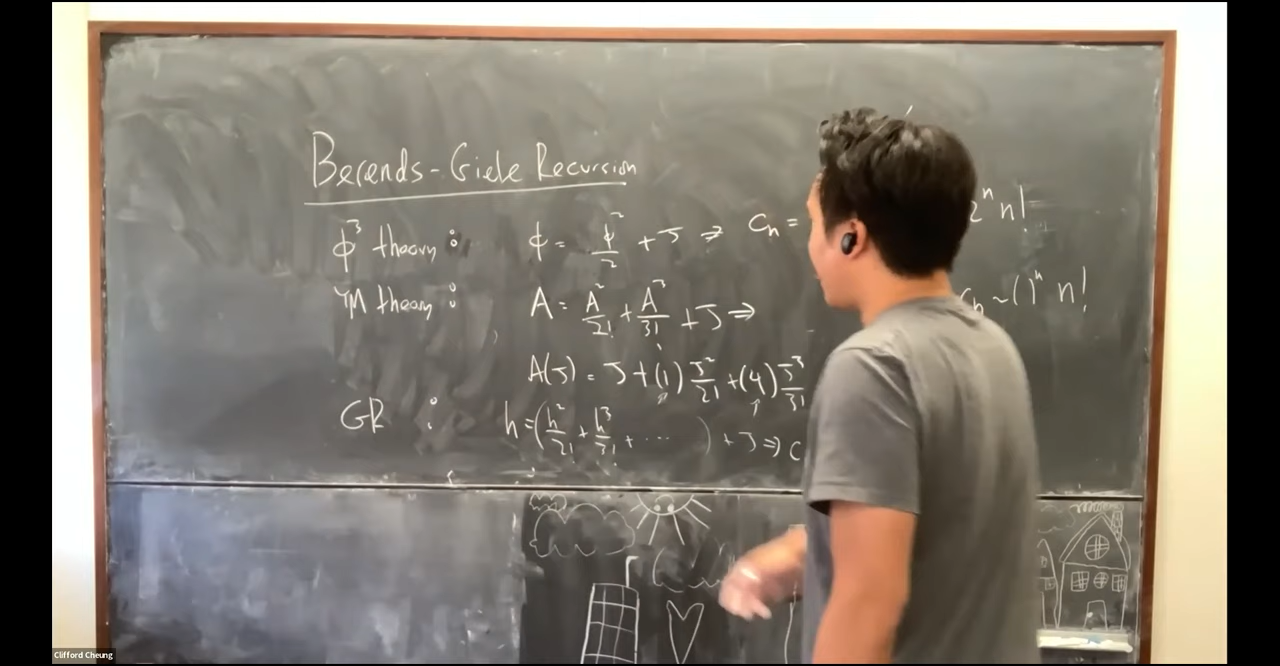 Berends-Giele Recursion
ϕ³ theory : ϕ = ϕ²/2 + J ⇒ Cₙ = 2ⁿ n!
YM theory : A = A²/2! + A³/3! + J ⇒ Cₙ ~ ( )ⁿ n!
A(J) = J + (1) J²/2! + (4) J³/3!
GR : h = (h²/2! + h³/3! + ⋯ ) + J ⇒ C
Clifford Cheung